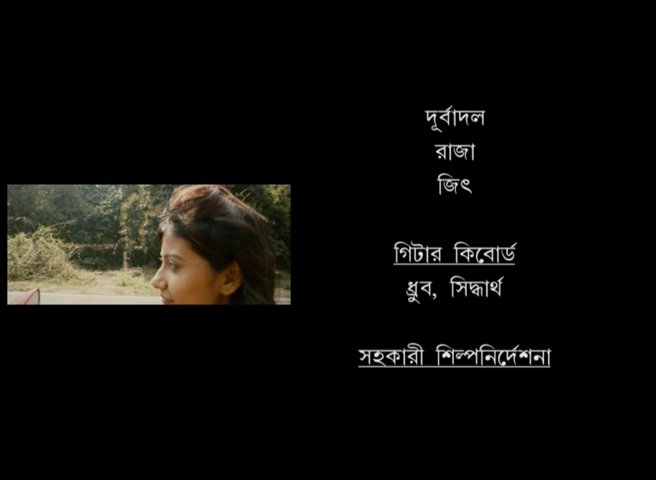 দূর্বাদল
রাজা
জিৎ
গিটার কিবোর্ড
ধ্রুব, সিদ্ধার্থ
সহকারী শিল্পনির্দেশনা